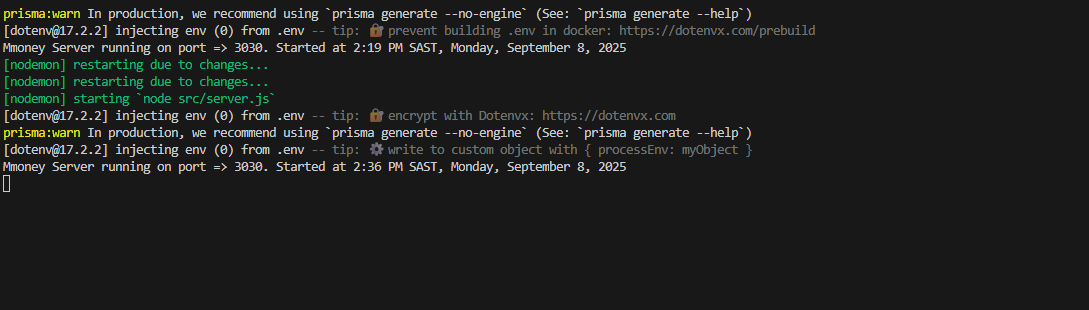 prisma:warn In production, we recommend using `prisma generate --no-engine` (See: `prisma generate --help`)
[dotenv@17.2.2] injecting env (0) from .env -- tip: 🔐 prevent building .env in docker: https://dotenvx.com/prebuild
Mmoney Server running on port => 3030. Started at 2:19 PM SAST, Monday, September 8, 2025
[nodemon] restarting due to changes...
[nodemon] restarting due to changes...
[nodemon] starting `node src/server.js`
[dotenv@17.2.2] injecting env (0) from .env -- tip: 🔐 encrypt with Dotenvx: https://dotenvx.com
prisma:warn In production, we recommend using `prisma generate --no-engine` (See: `prisma generate --help`)
[dotenv@17.2.2] injecting env (0) from .env -- tip: ⚙️ write to custom object with { processEnv: myObject }
Mmoney Server running on port => 3030. Started at 2:36 PM SAST, Monday, September 8, 2025